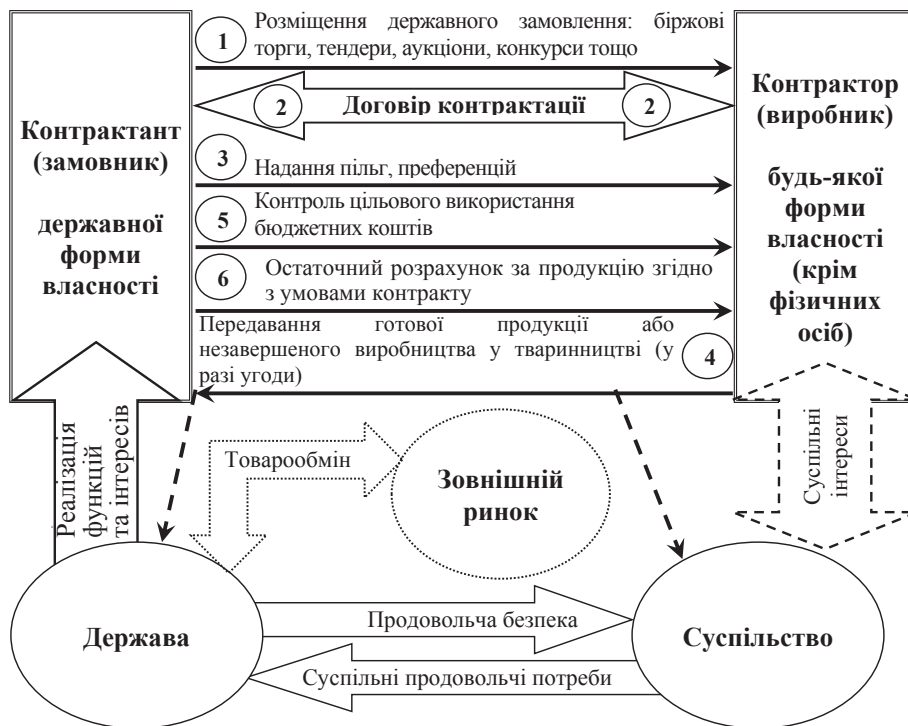 1
Розміщення державного замовлення: біржові
торги, тендери, аукціони, конкурси тощо
2
Договір контрактації
2
Контрактант
(замовник)
державної
форми
власності
Контрактор
(виробник)
будь-якої
форми
власності
(крім
фізичних
осіб)
3
Надання пільг, преференцій
5
Контроль цільового використання
бюджетних коштів
6
Остаточний розрахунок за продукцію згідно
з умовами контракту
Передавання готової продукції або
незавершеного виробництва у тваринництві (у
разі угоди)
4
Реалізація
функцій
та інтересів
Товарообмін
Зовнішній
ринок
Суспільні
інтереси
Держава
Продовольча безпека
Суспільні продовольчі потреби
Суспільство